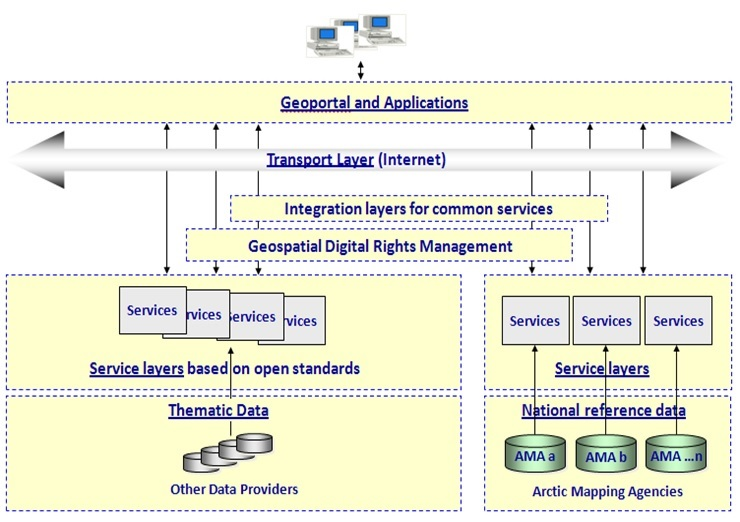 Geoportal and Applications
Transport Layer (Internet)
Integration layers for common services
Geospatial Digital Rights Management
Services
rvices
Services
rvices
Service layers based on open standards
Services
Services
Services
Service layers
Thematic Data
Other Data Providers
National reference data
AMA a
AMA b
AMA ...n
Arctic Mapping Agencies